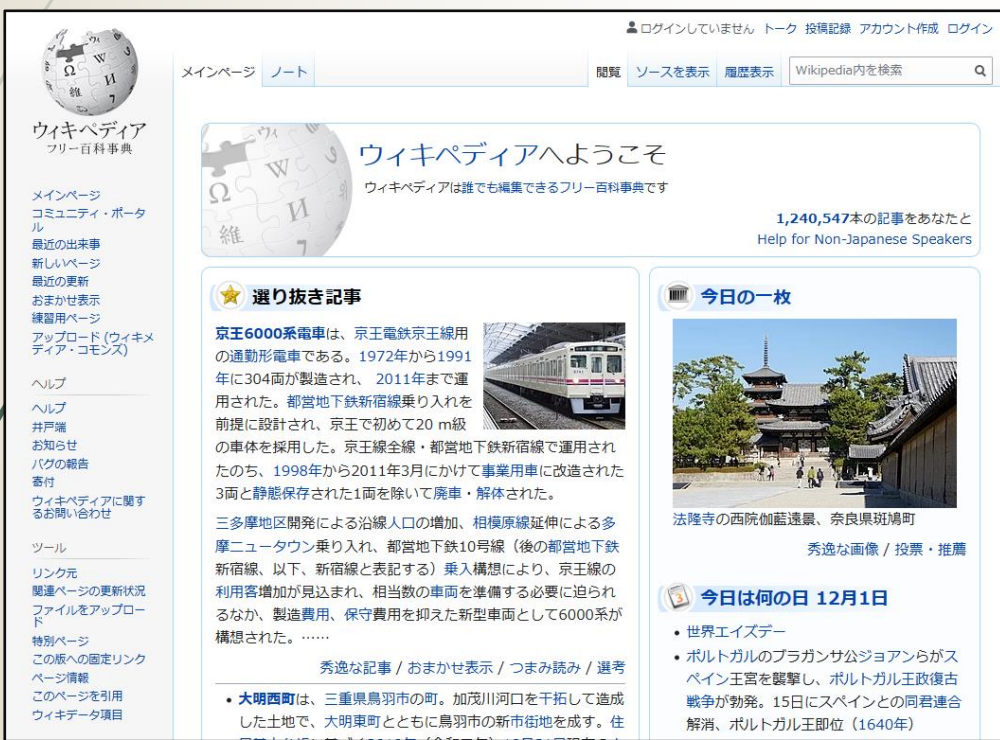 ログインしていません トーク 投稿記録 アカウント作成 ログイン
ウィキペディア
フリー百科事典
メインページ ノート
閲覧 ソースを表示 履歴表示 Wikipedia内を検索
メインページ
コミュニティ・ポータ
ル
最近の出来事
新しいページ
最近の更新
おまかせ表示
練習用ページ
アップロード (ウィキメ
ディア・コモンズ)
ヘルプ
ヘルプ
井戸端
お知らせ
バグの報告
寄付
ウィキペディアに関す
るお問い合わせ
ツール
リンク元
関連ページの更新状況
ファイルをアップロー
ド
特別ページ
この版への固定リンク
ページ情報
このページを引用
ウィキデータ項目
ウィキペディアへようこそ
ウィキペディアは誰でも編集できるフリー百科事典です
1,240,547本の記事をあなたと
Help for Non-Japanese Speakers
選り抜き記事
京王6000系電車は、京王電鉄京王線用
の通勤形電車である。1972年から1991
年に304両が製造され、 2011年まで運
用された。都営地下鉄新宿線乗り入れを
前提に設計され、京王で初めて20 m級
の車体を採用した。京王線全線・都営地下鉄新宿線で運用され
たのち、1998年から2011年3月にかけて事業用車に改造された
3両と静態保存された1両を除いて廃車・解体された。
三多摩地区開発による沿線人口の増加、相模原線延伸による多
摩ニュータウン乗り入れ、都営地下鉄10号線（後の都営地下鉄
新宿線、以下、新宿線と表記する）乗入構想により、京王線の
利用客増加が見込まれ、相当数の車両を準備する必要に迫られ
るなか、製造費用、保守費用を抑えた新型車両として6000系が
構想された。……
秀逸な記事 / おまかせ表示 / つまみ読み / 選考
• 大明西町は、三重県鳥羽市の町。加茂川河口を干拓して造成
した土地で、大明東町とともに鳥羽市の新市街地を成す。住
今日の一枚
法隆寺の西院伽藍遠景、奈良県斑鳩町
秀逸な画像 / 投票・推薦
今日は何の日 12月1日
• 世界エイズデー
• ポルトガルのブラガンサ公ジョアンらがス
ペイン王宮を襲撃し、ポルトガル王政復古
戦争が勃発。15日にスペインとの同君連合
解消、ポルトガル王即位（1640年）